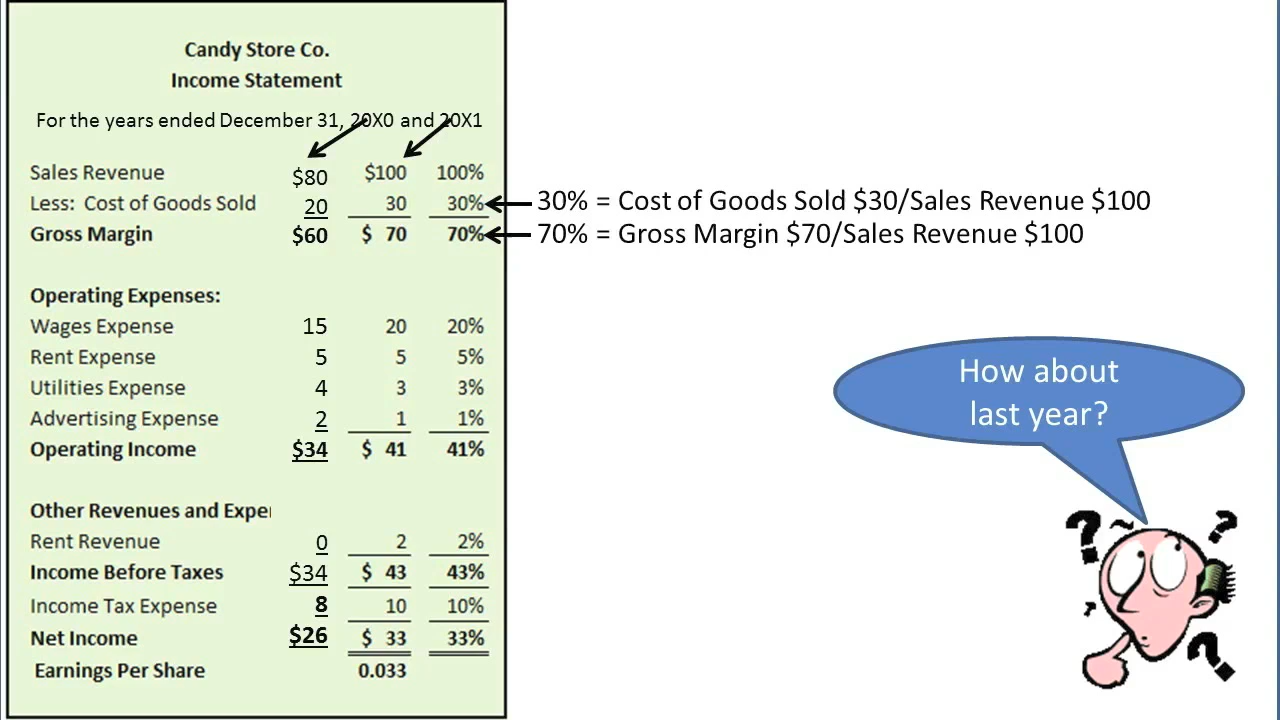 Candy Store Co.
Income Statement
For the years ended December 31, 20X0 and 20X1
Sales Revenue $80 $100 100%
Less: Cost of Goods Sold 20 30 30% 30% = Cost of Goods Sold $30/Sales Revenue $100
Gross Margin $60 $ 70 70% 70% = Gross Margin $70/Sales Revenue $100
Operating Expenses:
Wages Expense 15 20 20%
Rent Expense 5 5 5%
Utilities Expense 4 3 3%
Advertising Expense 2 1 1%
Operating Income $34 $ 41 41%
Other Revenues and Exper
Rent Revenue 0 2 2%
Income Before Taxes $34 $ 43 43%
Income Tax Expense 8 10 10%
Net Income $26 $ 33 33%
Earnings Per Share 0.033
How about
last year?
? ~ ?
?
?